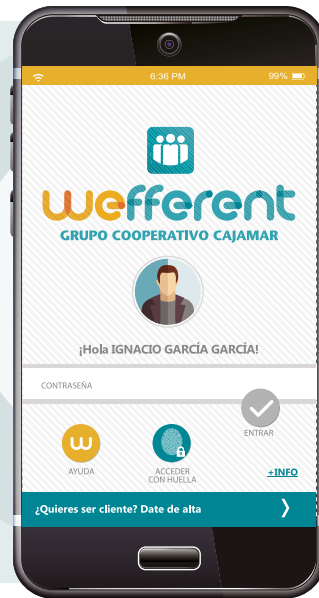 6:36 PM 99%
wefferent
GRUPO COOPERATIVO CAJAMAR
¡Hola IGNACIO GARCÍA GARCÍA!
CONTRASEÑA
ENTRAR
w
AYUDA
ACCEDER
CON HUELLA
+INFO
¿Quieres ser cliente? Date de alta